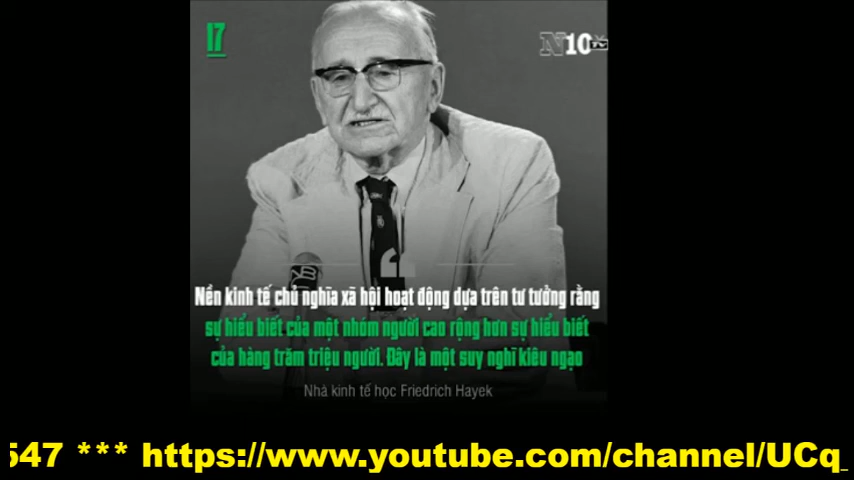 17
N10 TV
Nền kinh tế chủ nghĩa xã hội hoạt động dựa trên tư tưởng rằng
sự hiểu biết của một nhóm người cao rộng hơn sự hiểu biết
của hàng trăm triệu người. Đây là một suy nghĩ kiêu ngạo
Nhà kinh tế học Friedrich Hayek
547 *** https://www.youtube.com/channel/UCq_